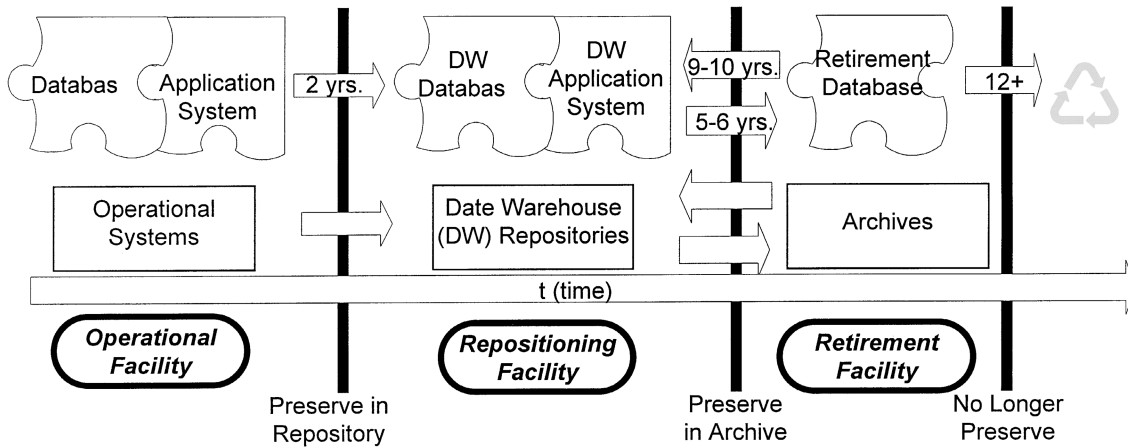 Databas
Application
System
2 yrs.
DW
Databas
DW
Application
System
9-10 yrs.
5-6 yrs.
Retirement
Database
12+
Operational
Systems
Date Warehouse
(DW) Repositories
Archives
t (time)
Operational
Facility
Repositioning
Facility
Retirement
Facility
Preserve in
Repository
Preserve
in Archive
No Longer
Preserve